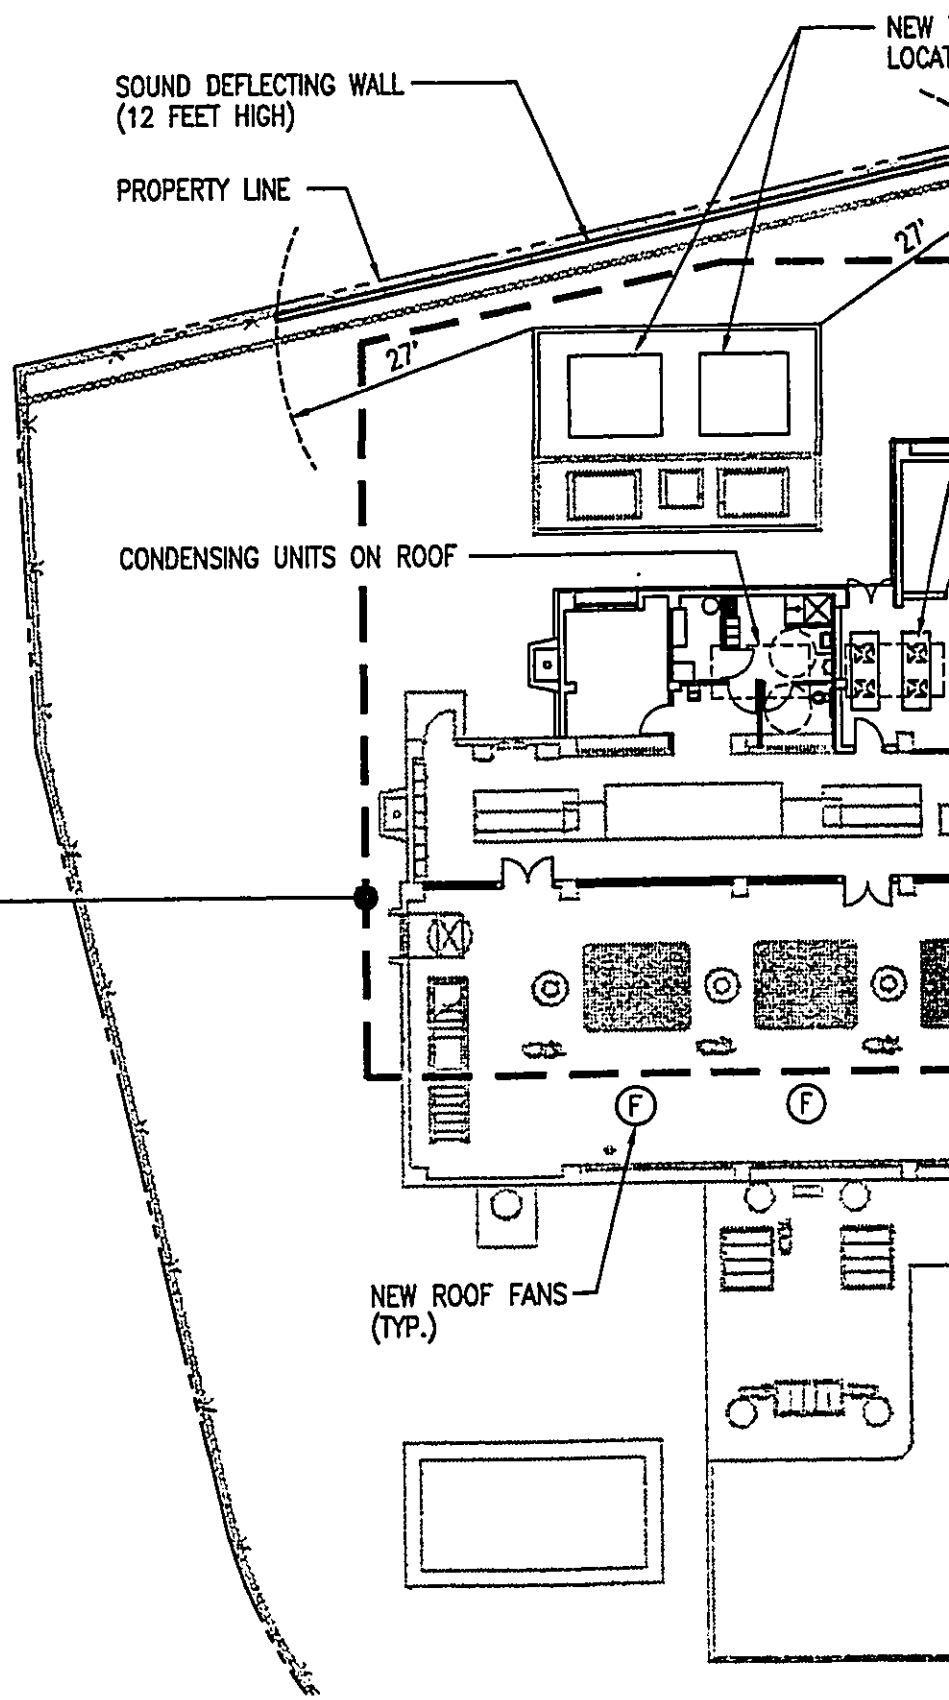 NEW
LOCAT
SOUND DEFLECTING WALL
(12 FEET HIGH)
PROPERTY LINE
27'
27'
CONDENSING UNITS ON ROOF
F
F
NEW ROOF FANS
(TYP.)